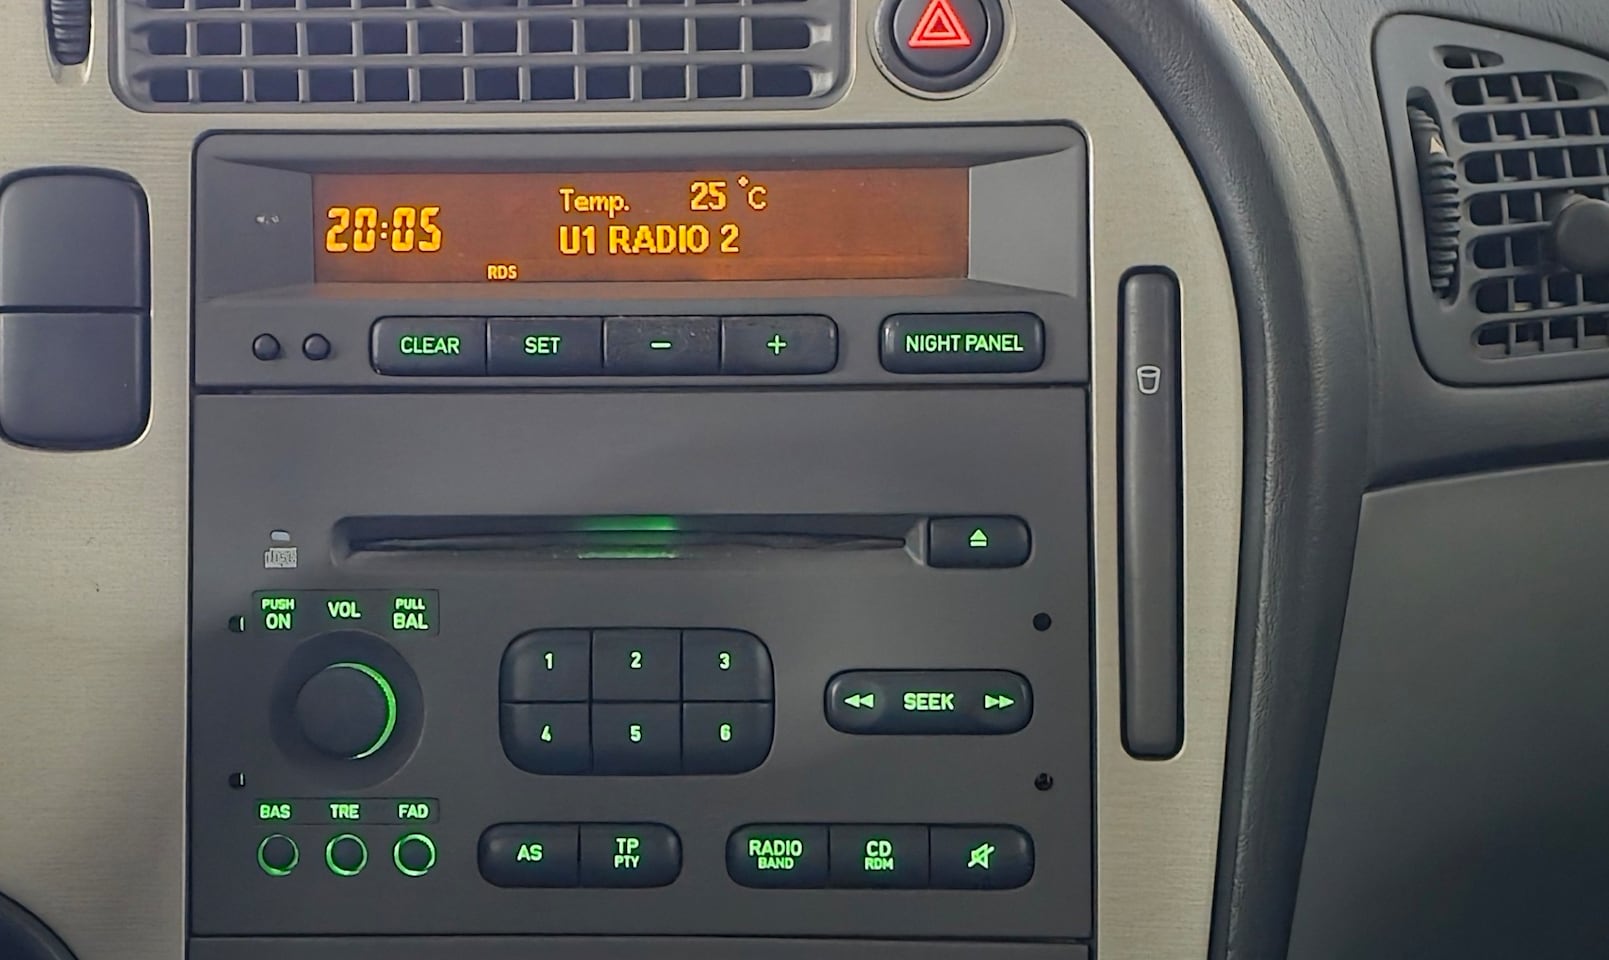 20:05
Temp. 25 °C
U1 RADIO 2
RDS
CLEAR SET − + NIGHT PANEL
PUSH ON
VOL
PULL BAL
1 2 3
4 5 6
SEEK
BAS TRE FAD
AS
TP PTY
RADIO BAND
CD RDM